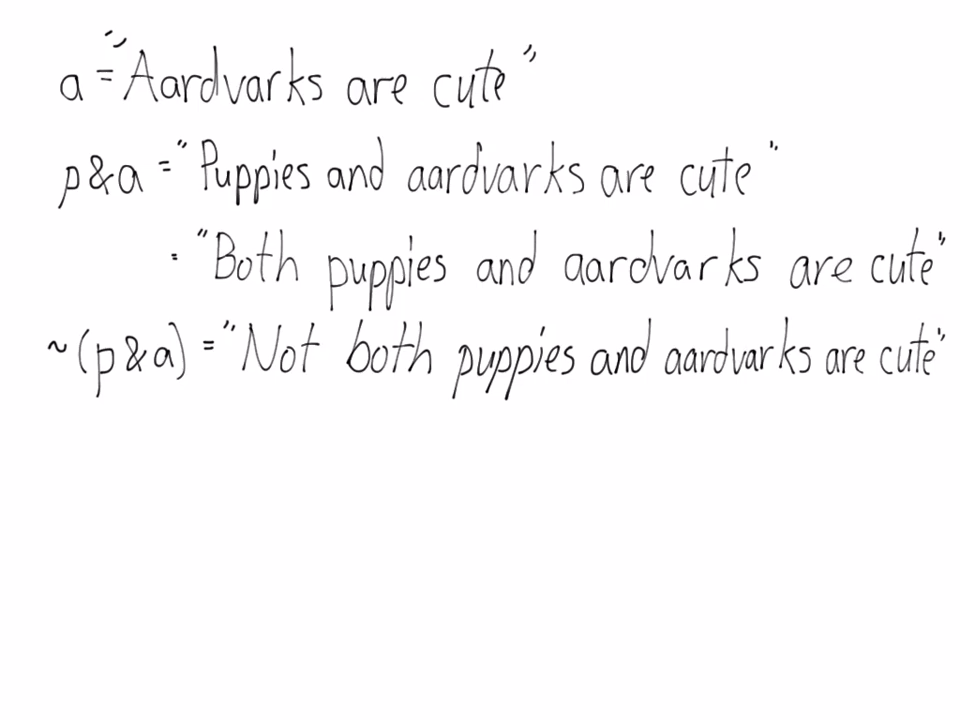 a = "Aardvarks are cute"
p&a = "Puppies and aardvarks are cute"
= "Both puppies and aardvarks are cute"
~(p&a) = "Not both puppies and aardvarks are cute"